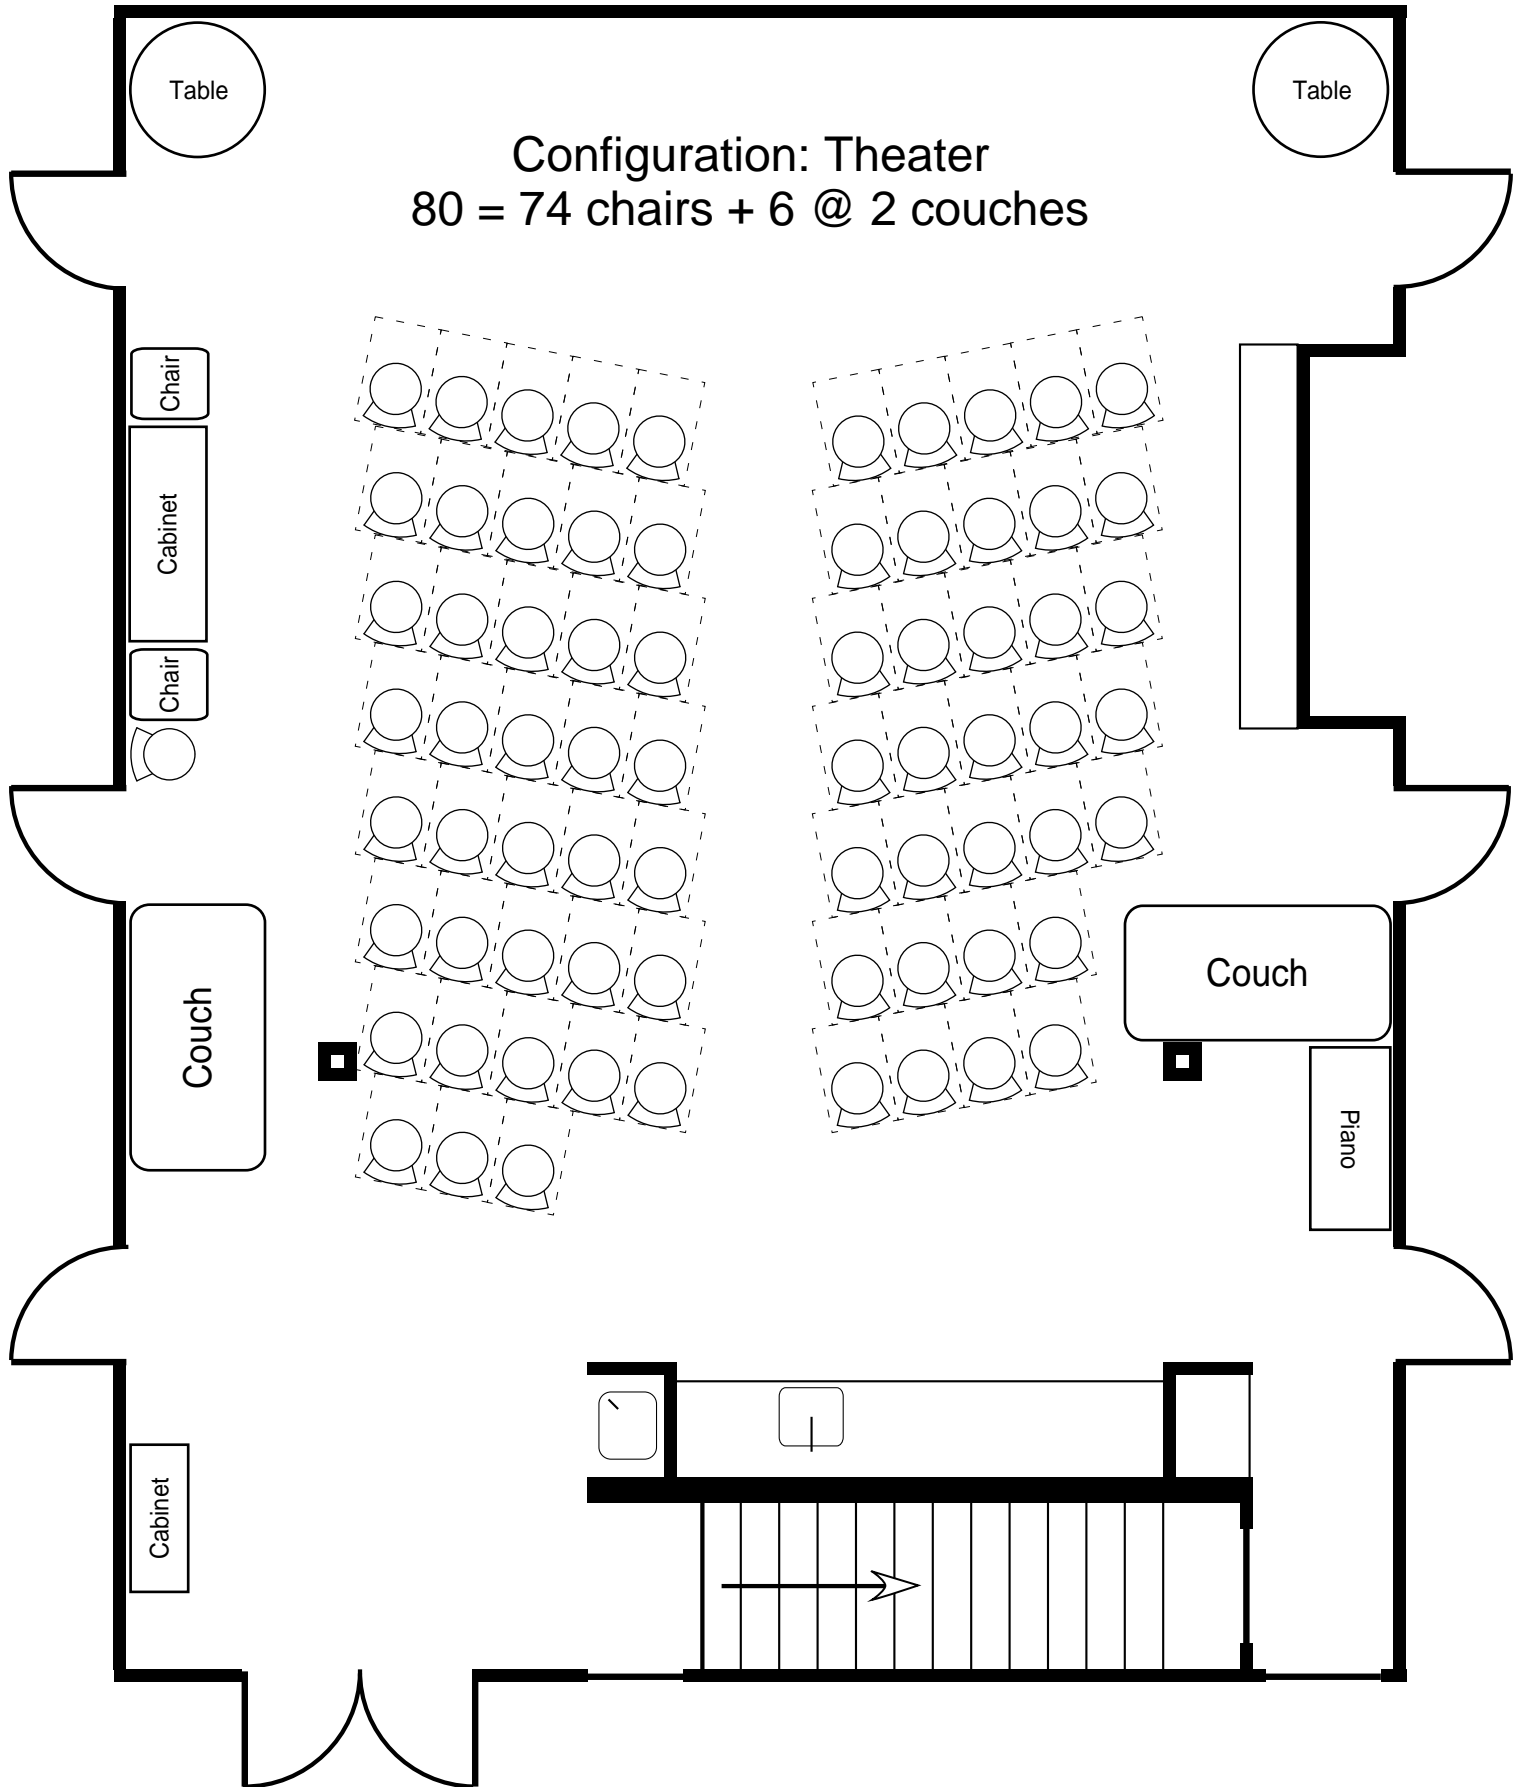 Table
Table
Configuration: Theater
80 = 74 chairs + 6 @ 2 couches
Chair
Cabinet
Chair
Couch
Couch
Piano
Cabinet